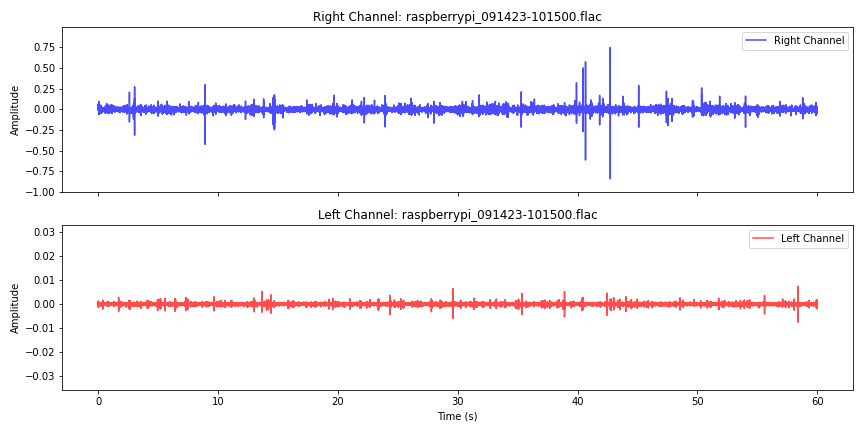 Right Channel: raspberrypi_091423-101500.flac
Right Channel
Amplitude
0.75
0.50
0.25
0.00
−0.25
−0.50
−0.75
−1.00
Left Channel: raspberrypi_091423-101500.flac
Left Channel
Amplitude
0.03
0.02
0.01
0.00
−0.01
−0.02
−0.03
0 10 20 30 40 50 60
Time (s)